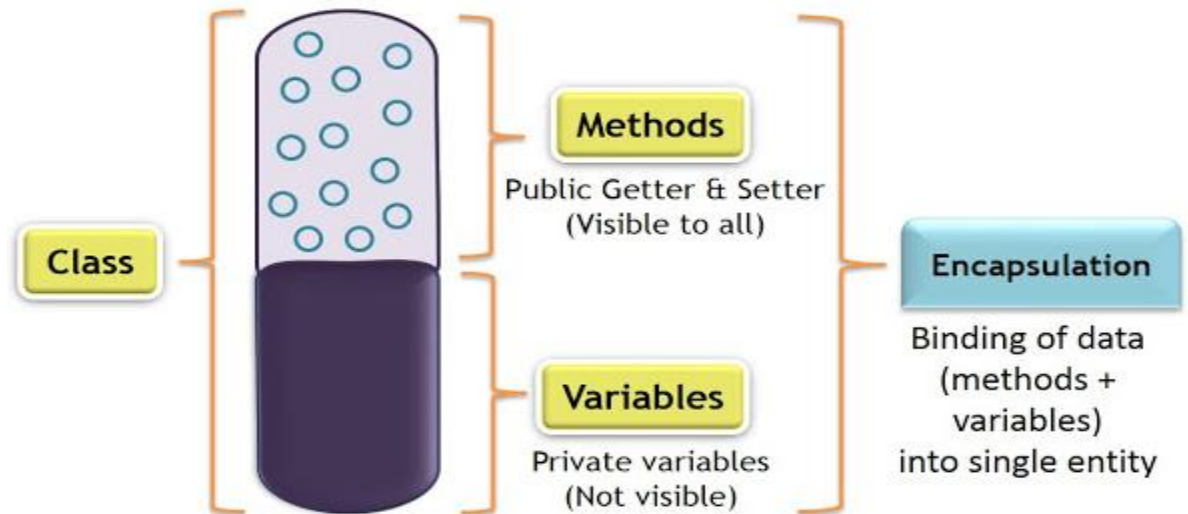 Class
Methods
Public Getter & Setter
(Visible to all)
Variables
Private variables
(Not visible)
Encapsulation
Binding of data
(methods +
variables)
into single entity